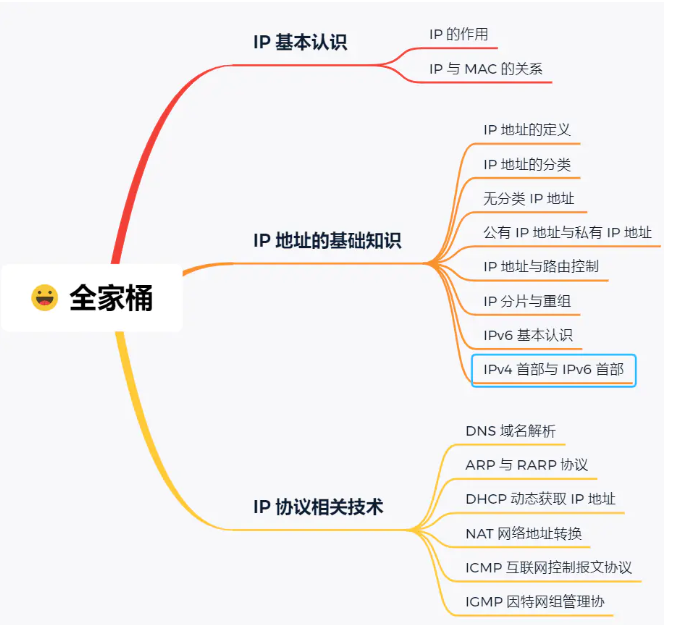 全家桶
IP 基本认识
IP 的作用
IP 与 MAC 的关系
IP 地址的基础知识
IP 地址的定义
IP 地址的分类
无分类 IP 地址
公有 IP 地址与私有 IP 地址
IP 地址与路由控制
IP 分片与重组
IPv6 基本认识
IPv4 首部与 IPv6 首部
IP 协议相关技术
DNS 域名解析
ARP 与 RARP 协议
DHCP 动态获取 IP 地址
NAT 网络地址转换
ICMP 互联网控制报文协议
IGMP 因特网组管理协